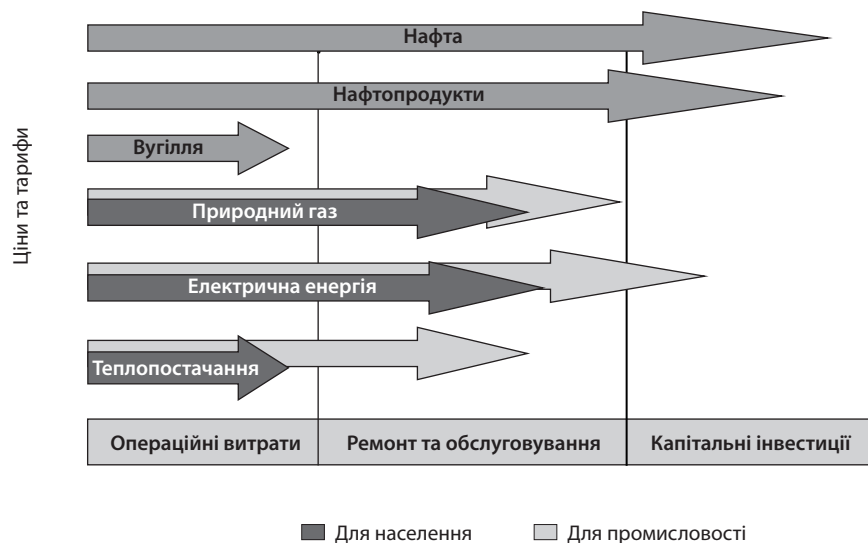 Нафта
Нафтопродукти
Вугілля
Природний газ
Електрична енергія
Теплопостачання
Ціни та тарифи
Операційні витрати
Ремонт та обслуговування
Капітальні інвестиції
Для населення
Для промисловості